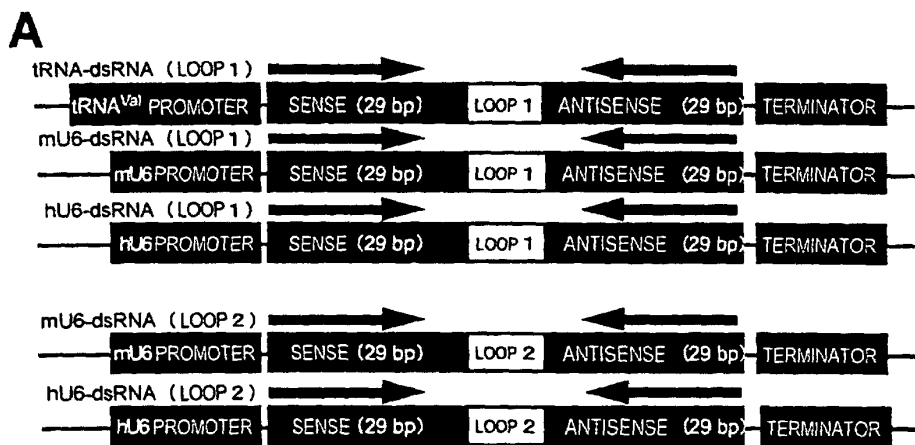 A
tRNA-dsRNA (LOOP 1)
tRNAVal PROMOTER SENSE (29 bp) LOOP 1 ANTISENSE (29 bp) TERMINATOR
mU6-dsRNA (LOOP 1)
mU6 PROMOTER SENSE (29 bp) LOOP 1 ANTISENSE (29 bp) TERMINATOR
hU6-dsRNA (LOOP 1)
hU6 PROMOTER SENSE (29 bp) LOOP 1 ANTISENSE (29 bp) TERMINATOR
mU6-dsRNA (LOOP 2)
mU6 PROMOTER SENSE (29 bp) LOOP 2 ANTISENSE (29 bp) TERMINATOR
hU6-dsRNA (LOOP 2)
hU6 PROMOTER SENSE (29 bp) LOOP 2 ANTISENSE (29 bp) TERMINATOR